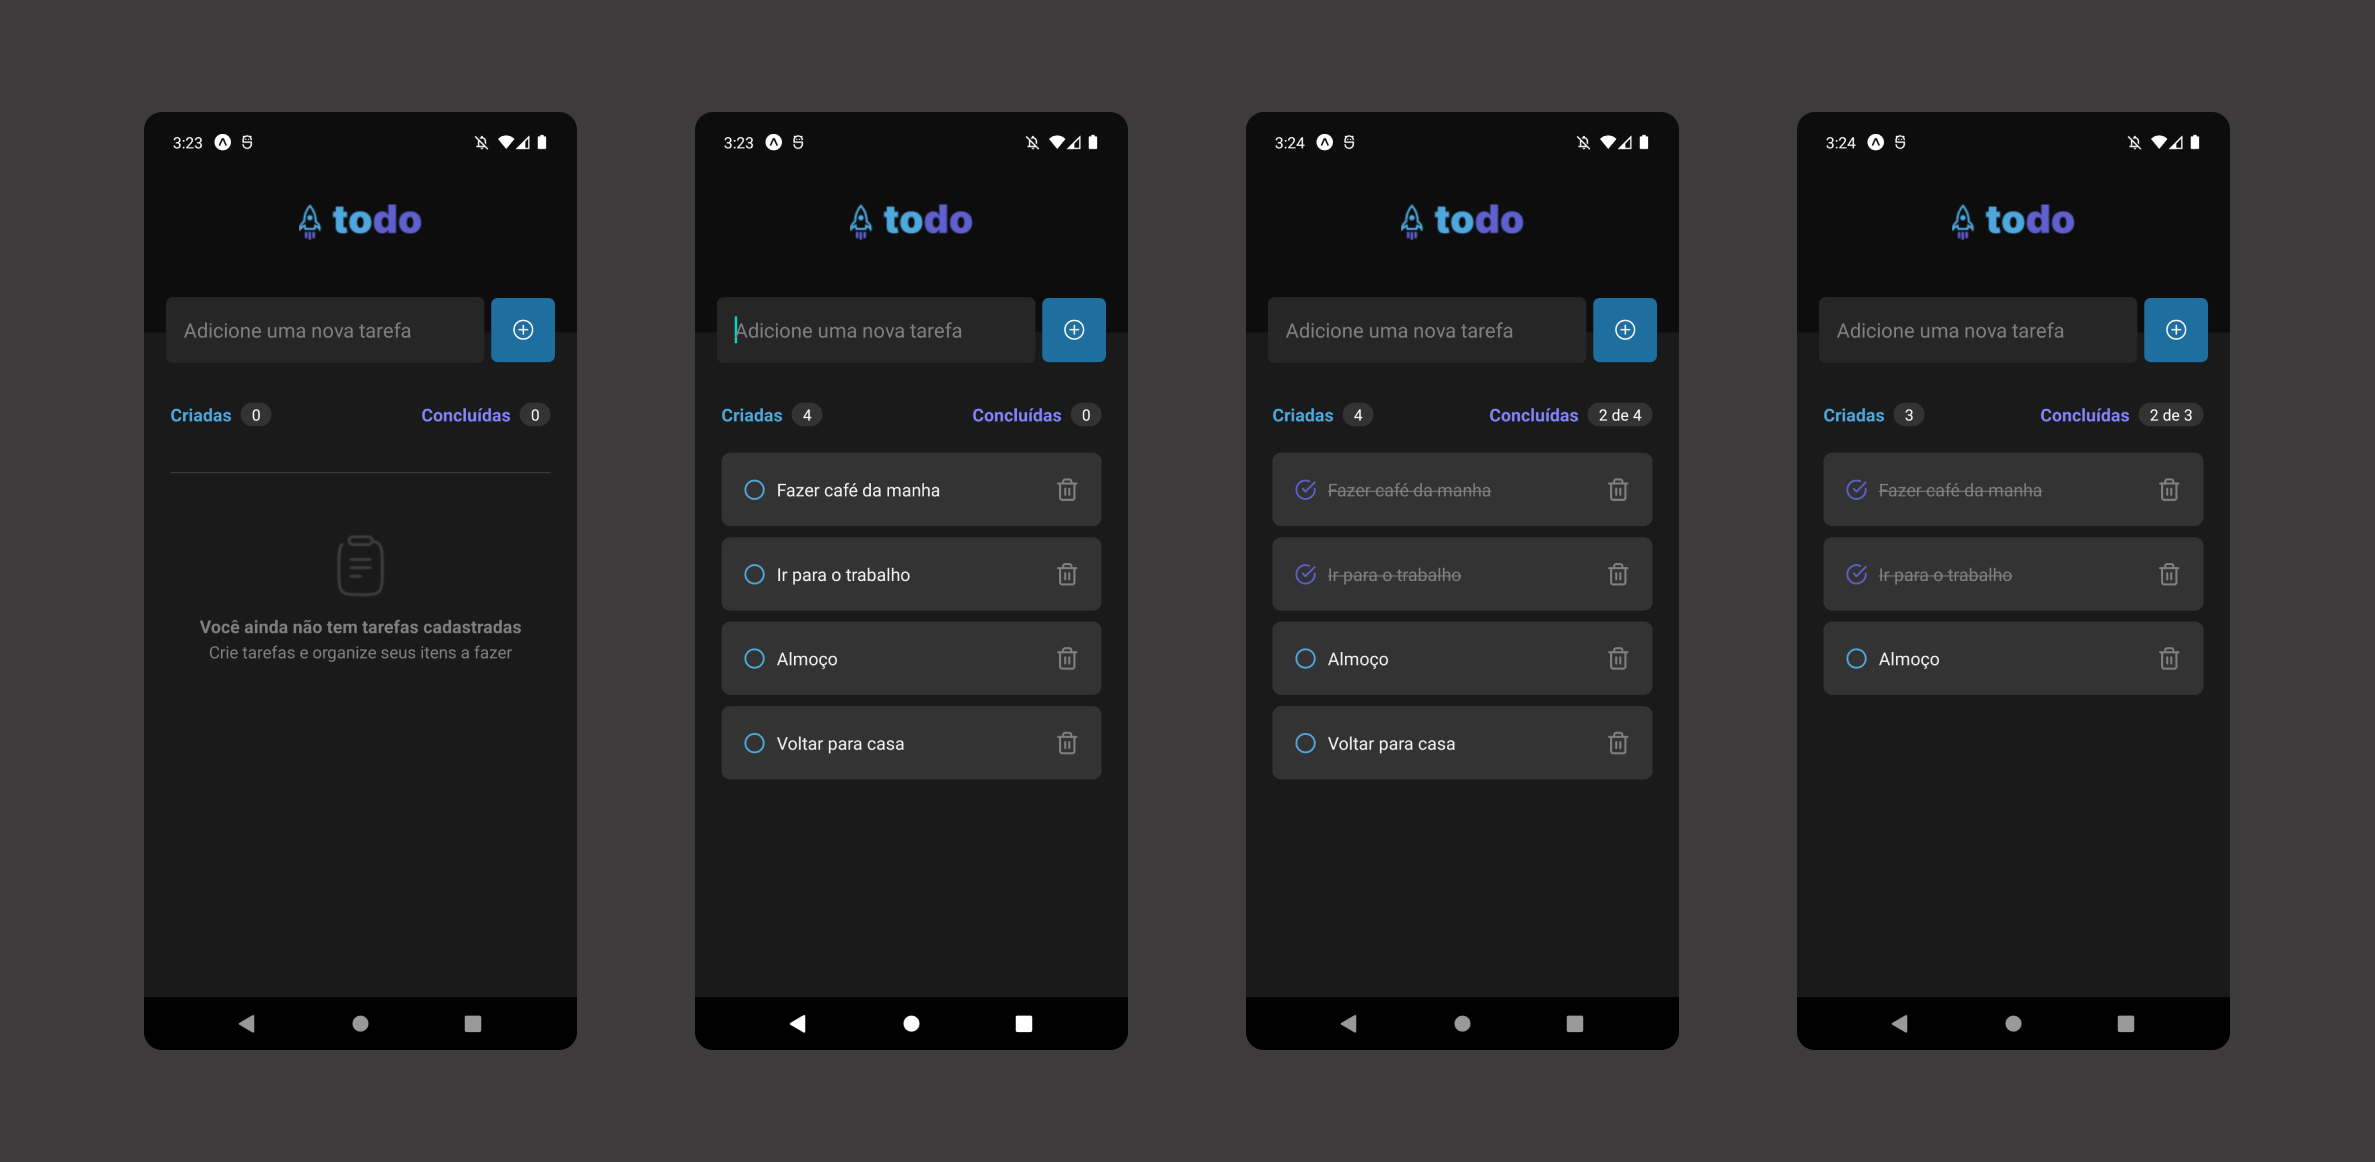 3:23
todo
Adicione uma nova tarefa
Criadas 0 Concluídas 0
Você ainda não tem tarefas cadastradas
Crie tarefas e organize seus itens a fazer
3:23
todo
Adicione uma nova tarefa
Criadas 4 Concluídas 0
Fazer café da manha
Ir para o trabalho
Almoço
Voltar para casa
3:24
todo
Adicione uma nova tarefa
Criadas 4 Concluídas 2 de 4
Fazer café da manha
Ir para o trabalho
Almoço
Voltar para casa
3:24
todo
Adicione uma nova tarefa
Criadas 3 Concluídas 2 de 3
Fazer café da manha
Ir para o trabalho
Almoço